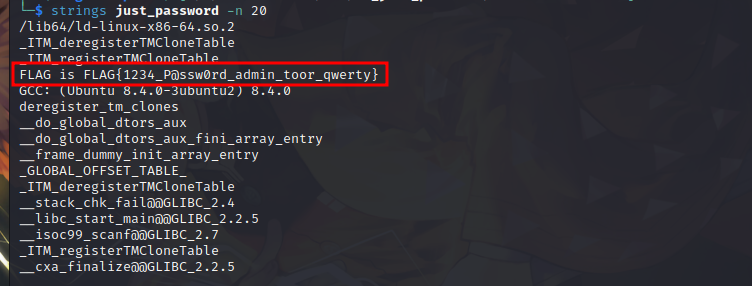 └─$ strings just_password -n 20
/lib64/ld-linux-x86-64.so.2
_ITM_deregisterTMCloneTable
_ITM_registerTMCloneTable
FLAG is FLAG{1234_P@ssw0rd_admin_toor_qwerty}
GCC: (Ubuntu 8.4.0-3ubuntu2) 8.4.0
deregister_tm_clones
__do_global_dtors_aux
__do_global_dtors_aux_fini_array_entry
__frame_dummy_init_array_entry
_GLOBAL_OFFSET_TABLE_
_ITM_deregisterTMCloneTable
__stack_chk_fail@@GLIBC_2.4
__libc_start_main@@GLIBC_2.2.5
__isoc99_scanf@@GLIBC_2.7
_ITM_registerTMCloneTable
__cxa_finalize@@GLIBC_2.2.5